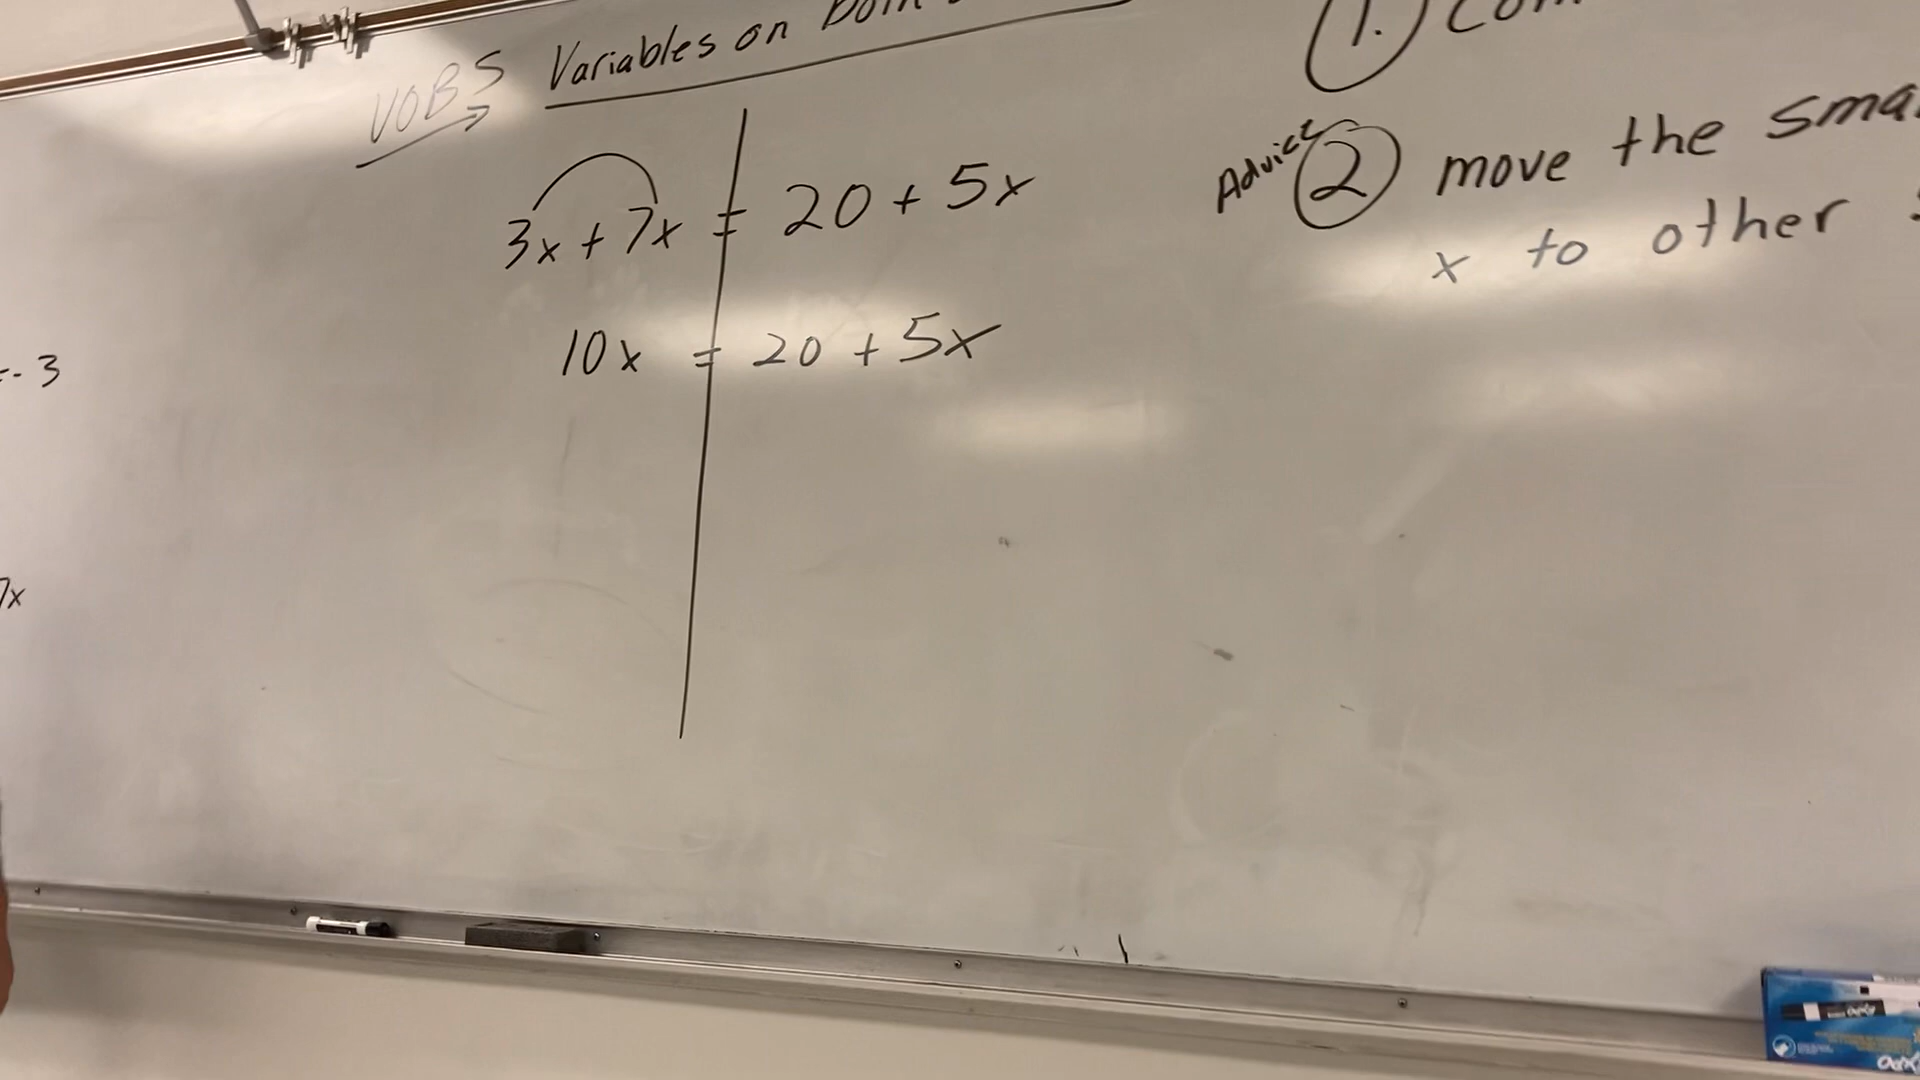 VOBS Variables on
3x + 7x = 20 + 5x
10x = 20 + 5x
1.
Advice 2 move the
x to other
- 3
7x